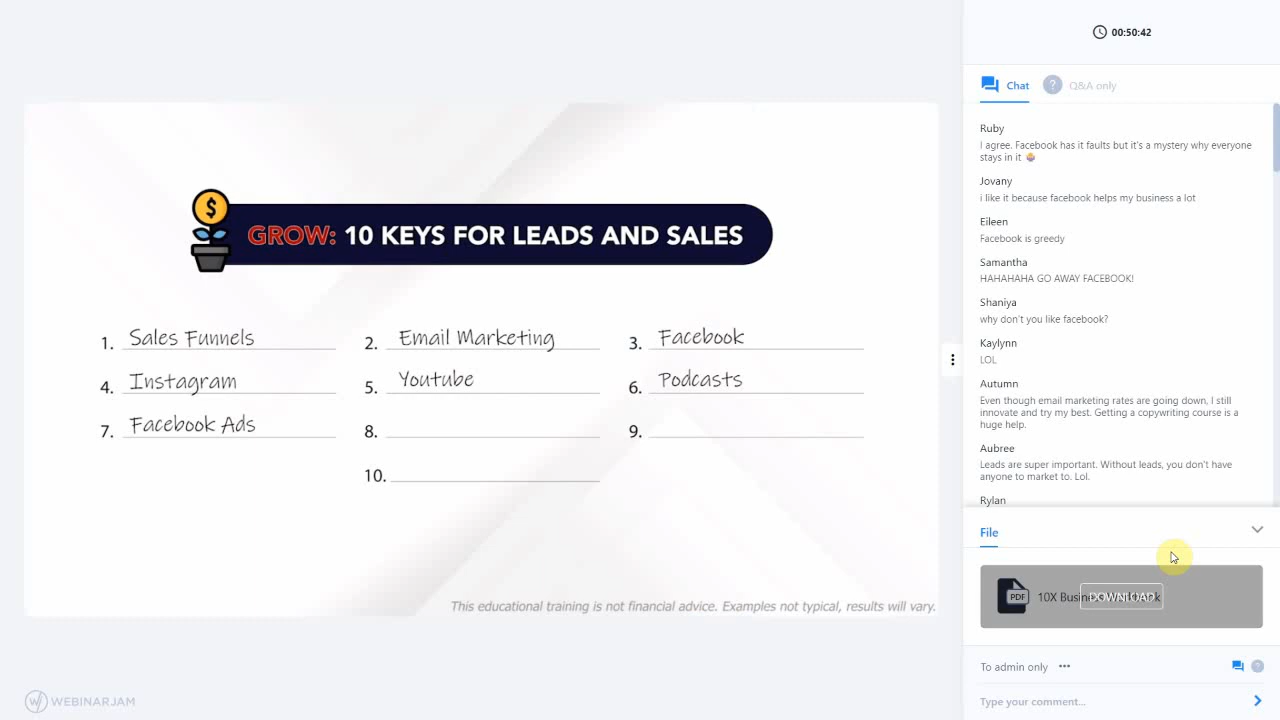 00:50:42
Chat
Q&A only
GROW: 10 KEYS FOR LEADS AND SALES
1. Sales Funnels
2. Email Marketing
3. Facebook
4. Instagram
5. Youtube
6. Podcasts
7. Facebook Ads
8.
9.
10.
This educational training is not financial advice. Examples not typical, results will vary.
WEBINARJAM
Ruby
I agree. Facebook has it faults but it's a mystery why everyone
stays in it
Jovany
i like it because facebook helps my business a lot
Eileen
Facebook is greedy
Samantha
HAHAHAHA GO AWAY FACEBOOK!
Shaniya
why don't you like facebook?
Kaylynn
LOL
Autumn
Even though email marketing rates are going down, I still
innovate and try my best. Getting a copywriting course is a
huge help.
Aubree
Leads are super important. Without leads, you don't have
anyone to market to. Lol.
Rylan
File
PDF
10X
DOWNLOAD
To admin only
Type your comment...